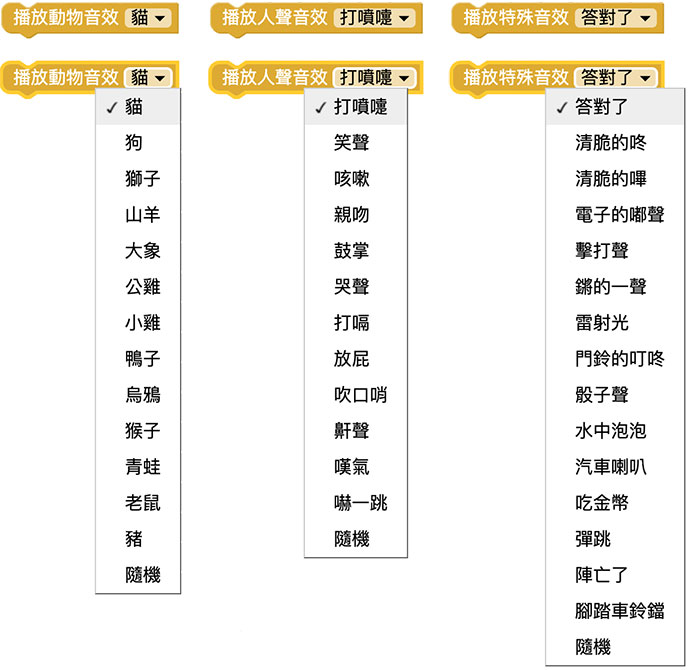 播放動物音效 貓
播放動物音效 貓
貓
狗
獅子
山羊
大象
公雞
小雞
鴨子
烏鴉
猴子
青蛙
老鼠
豬
隨機
播放人聲音效 打噴嚏
播放人聲音效 打噴嚏
打噴嚏
笑聲
咳嗽
親吻
鼓掌
哭聲
打嗝
放屁
吹口哨
鼾聲
嘆氣
嚇一跳
隨機
播放特殊音效 答對了
播放特殊音效 答對了
答對了
清脆的咚
清脆的嗶
電子的嘟聲
擊打聲
鏘的一聲
雷射光
門鈴的叮咚
骰子聲
水中泡泡
汽車喇叭
吃金幣
彈跳
陣亡了
腳踏車鈴鐺
隨機